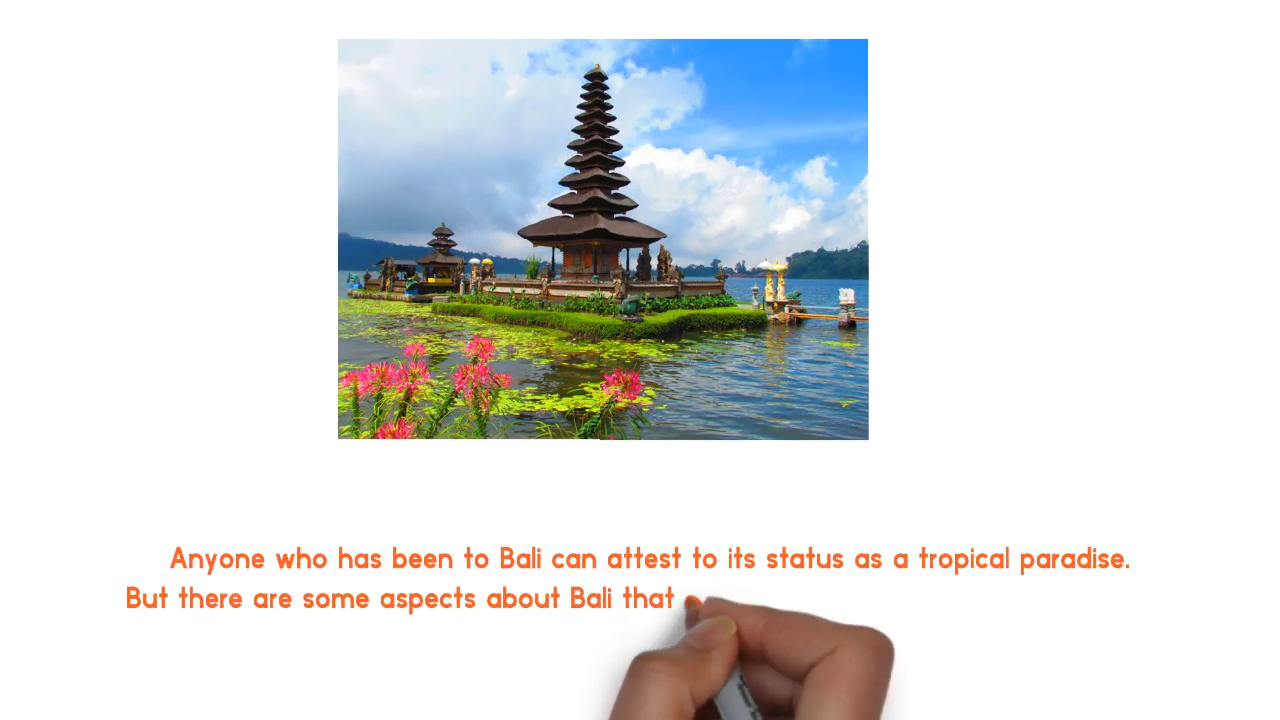 Anyone who has been to Bali can attest to its status as a tropical paradise.
But there are some aspects about Bali that